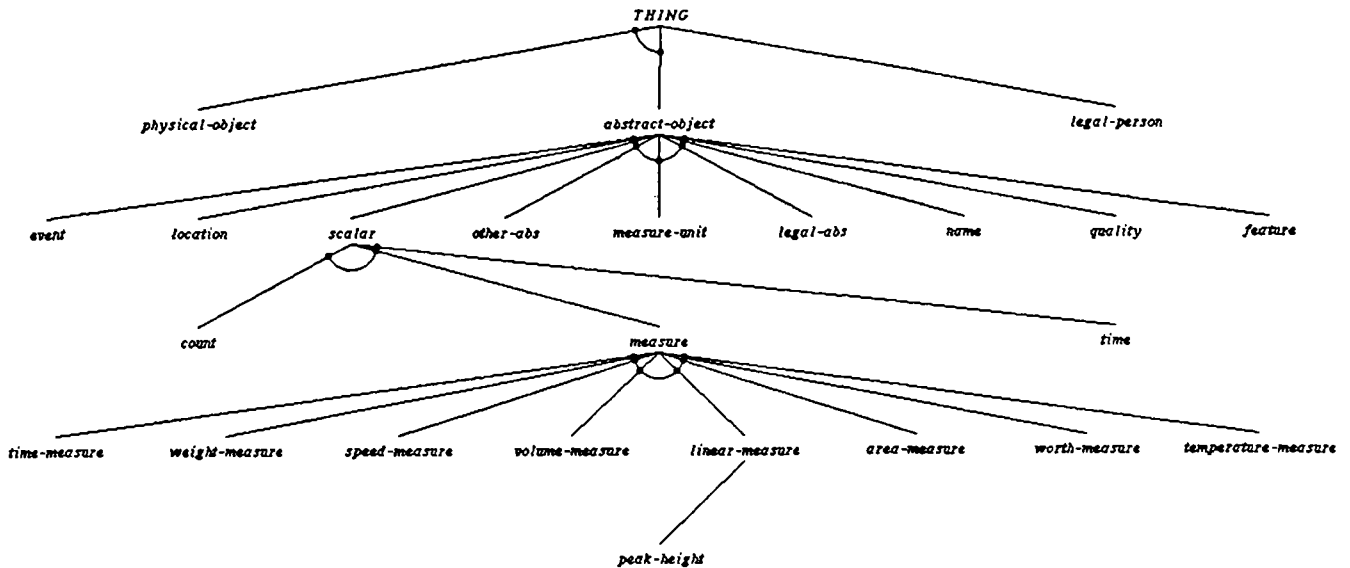 THING
physical-object abstract-object legal-person
event location scalar other-abs measure-unit legal-abs name quality feature
count measure time
time-measure weight-measure speed-measure volume-measure linear-measure area-measure worth-measure temperature-measure
peak-height